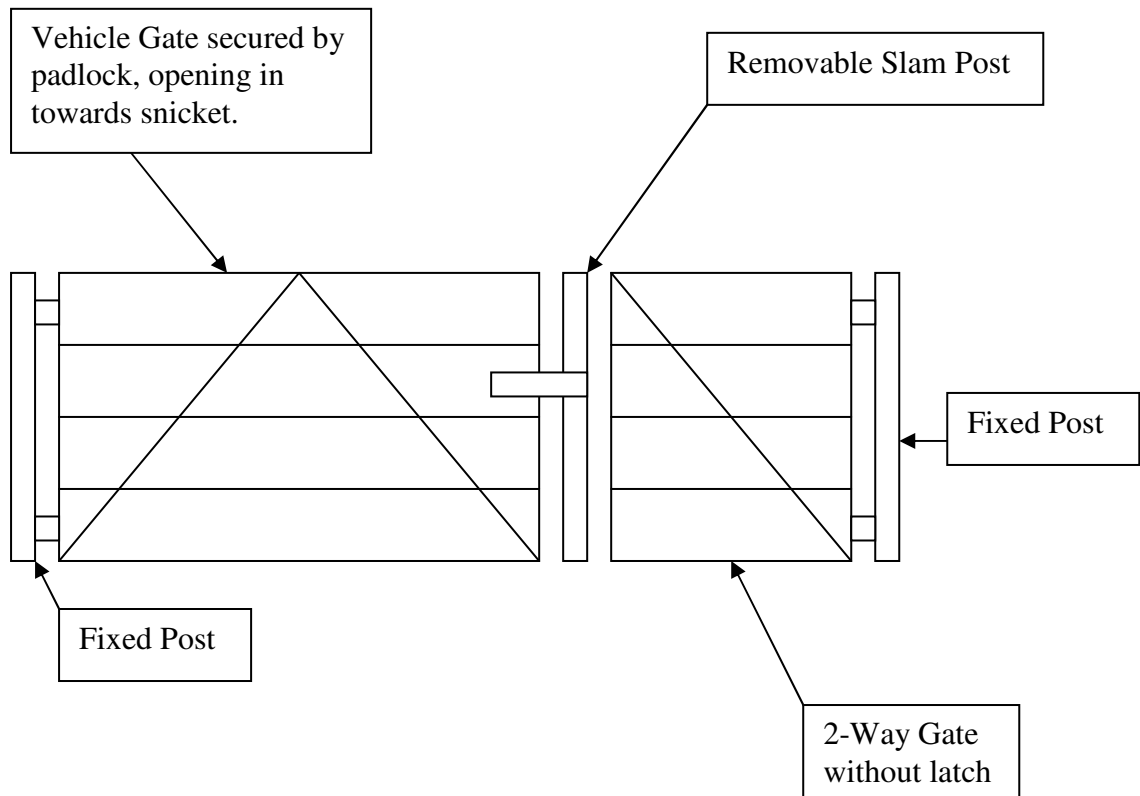 Vehicle Gate secured by
padlock, opening in
towards snicket.
Removable Slam Post
Fixed Post
Fixed Post
2-Way Gate
without latch